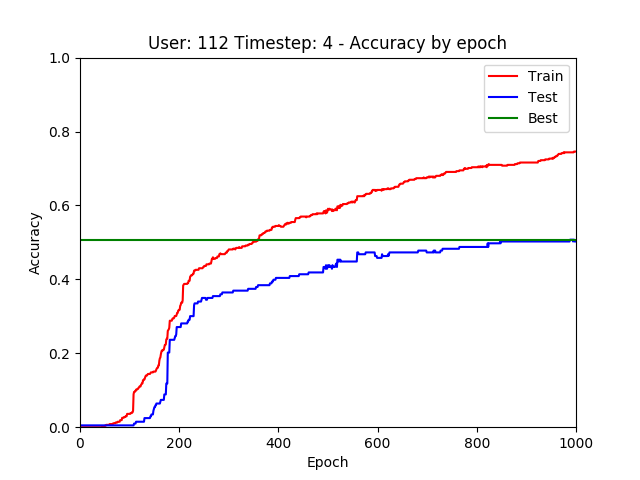 User: 112 Timestep: 4 - Accuracy by epoch
1.0
0.8
0.6
0.4
0.2
0.0
Accuracy
Train
Test
Best
0 200 400 600 800 1000
Epoch